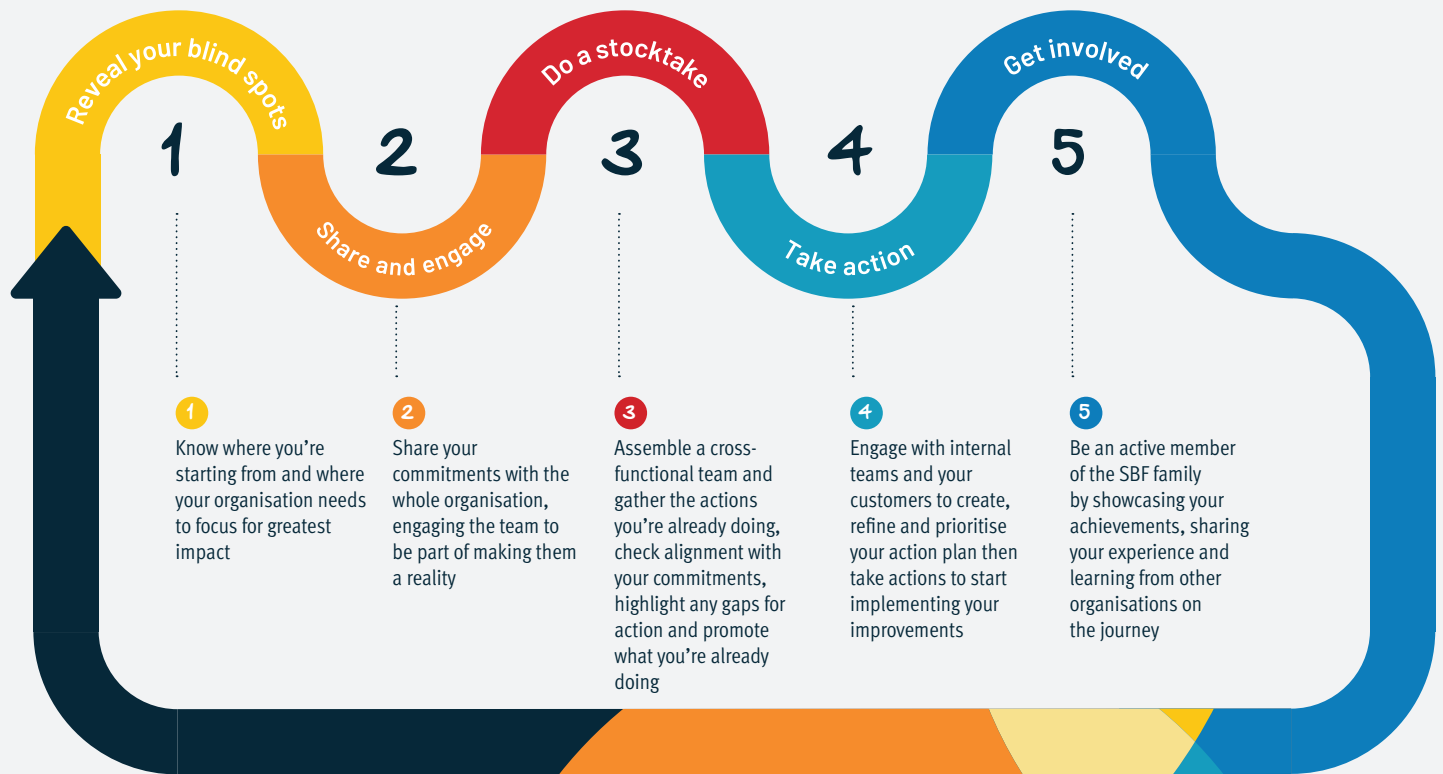 Reveal your blind spots
Share and engage
Do a stocktake
Take action
Get involved
1
2
3
4
5
1
Know where you’re
starting from and where
your organisation needs
to focus for greatest
impact
2
Share your
commitments with the
whole organisation,
engaging the team to
be part of making them
a reality
3
Assemble a cross-
functional team and
gather the actions
you’re already doing,
check alignment with
your commitments,
highlight any gaps for
action and promote
what you’re already
doing
4
Engage with internal
teams and your
customers to create,
refine and prioritise
your action plan then
take actions to start
implementing your
improvements
5
Be an active member
of the SBF family
by showcasing your
achievements, sharing
your experience and
learning from other
organisations on
the journey